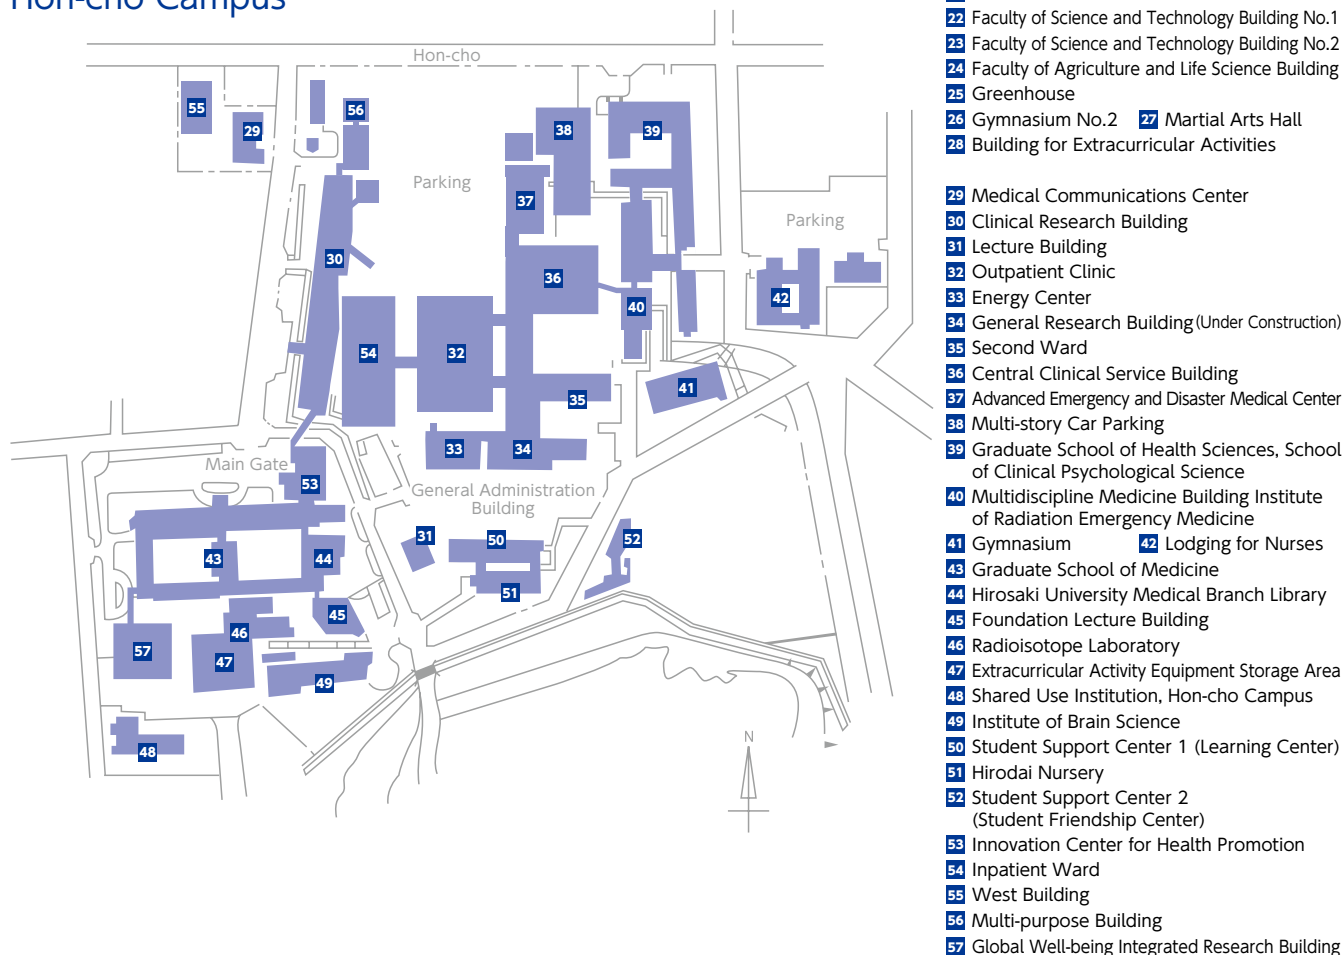 Hon-cho Campus
Hon-cho
55
29
56
38
39
Parking
37
Parking
30
36
42
40
54
32
41
35
33
34
Main Gate
53
General Administration
Building
31
50
52
43
44
51
45
46
57
47
49
48
N
22 Faculty of Science and Technology Building No.1
23 Faculty of Science and Technology Building No.2
24 Faculty of Agriculture and Life Science Building
25 Greenhouse
26 Gymnasium No.2 27 Martial Arts Hall
28 Building for Extracurricular Activities
29 Medical Communications Center
30 Clinical Research Building
31 Lecture Building
32 Outpatient Clinic
33 Energy Center
34 General Research Building (Under Construction)
35 Second Ward
36 Central Clinical Service Building
37 Advanced Emergency and Disaster Medical Center
38 Multi-story Car Parking
39 Graduate School of Health Sciences, School
of Clinical Psychological Science
40 Multidiscipline Medicine Building Institute
of Radiation Emergency Medicine
41 Gymnasium 42 Lodging for Nurses
43 Graduate School of Medicine
44 Hirosaki University Medical Branch Library
45 Foundation Lecture Building
46 Radioisotope Laboratory
47 Extracurricular Activity Equipment Storage Area
48 Shared Use Institution, Hon-cho Campus
49 Institute of Brain Science
50 Student Support Center 1 (Learning Center)
51 Hirodai Nursery
52 Student Support Center 2
(Student Friendship Center)
53 Innovation Center for Health Promotion
54 Inpatient Ward
55 West Building
56 Multi-purpose Building
57 Global Well-being Integrated Research Building